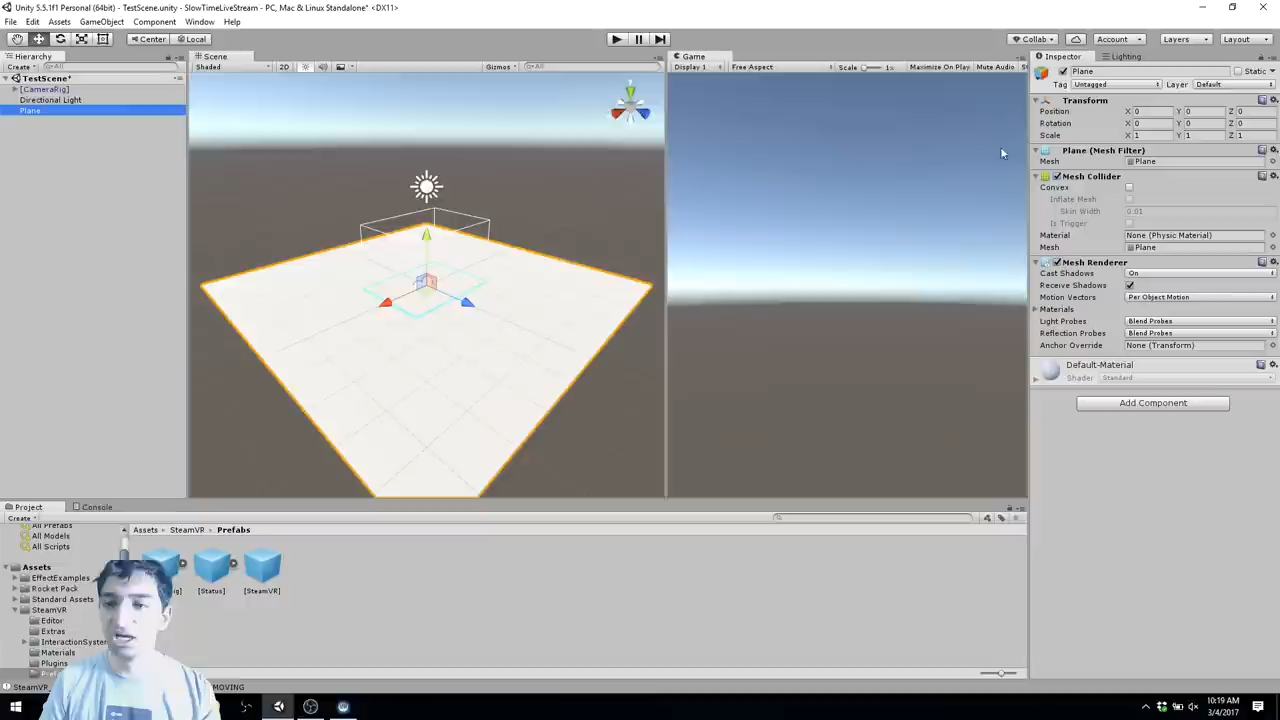 Unity 5.5.1f1 Personal (64bit) - TestScene.unity - SlowTimeLiveStream - PC, Mac & Linux Standalone* <DX11>
File Edit Assets GameObject Component Window Help
Center Local Collab Account Layers Layout
Hierarchy Scene Game Inspector Lighting
Create All Shaded 2D Gizmos All Display 1 Free Aspect Scale 1x Maximize On Play Mute Audio
TestScene*
[CameraRig]
Directional Light
Plane
Plane Static
Tag Untagged Layer Default
Transform
Position X 0 Y 0 Z 0
Rotation X 0 Y 0 Z 0
Scale X 1 Y 1 Z 1
Plane (Mesh Filter)
Mesh Plane
Mesh Collider
Convex
Inflate Mesh
Skin Width 0.01
Is Trigger
Material None (Physic Material)
Mesh Plane
Mesh Renderer
Cast Shadows On
Receive Shadows
Motion Vectors Per Object Motion
Materials
Light Probes Blend Probes
Reflection Probes Blend Probes
Anchor Override None (Transform)
Default-Material
Shader Standard
Add Component
Project Console
Create
All Prefabs
All Models
All Scripts
Assets
EffectExamples
Rocket Pack
Standard Assets
SteamVR
Editor
Extras
InteractionSystem
Materials
Plugins
Assets SteamVR Prefabs
[Status] [SteamVR]
SteamVR MOVING
10:19 AM
3/4/2017